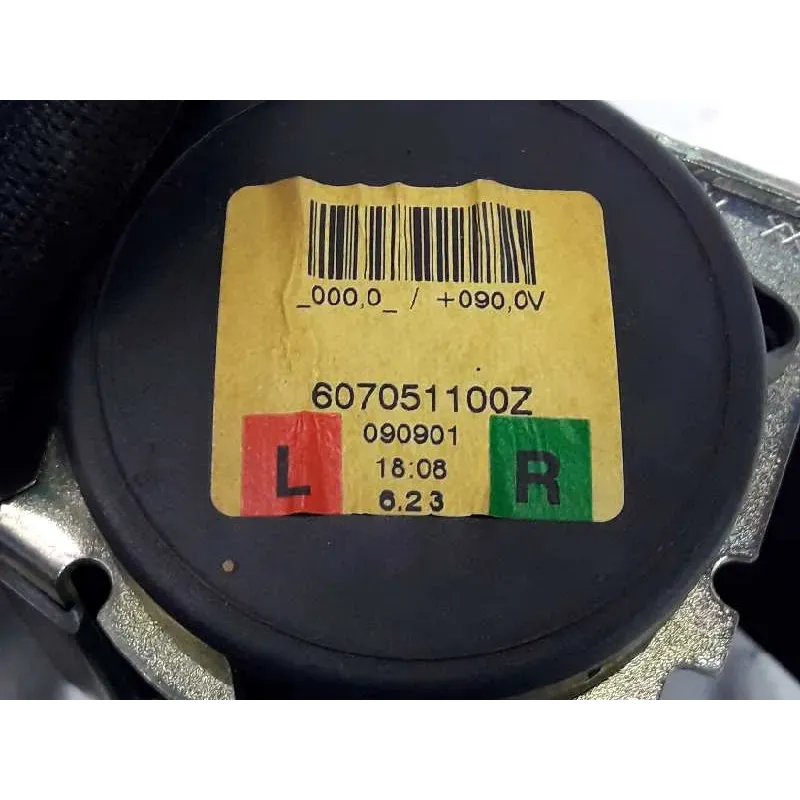 _000,0_ / +090,0V
607051100Z
090901
L 18:08 R
6.23